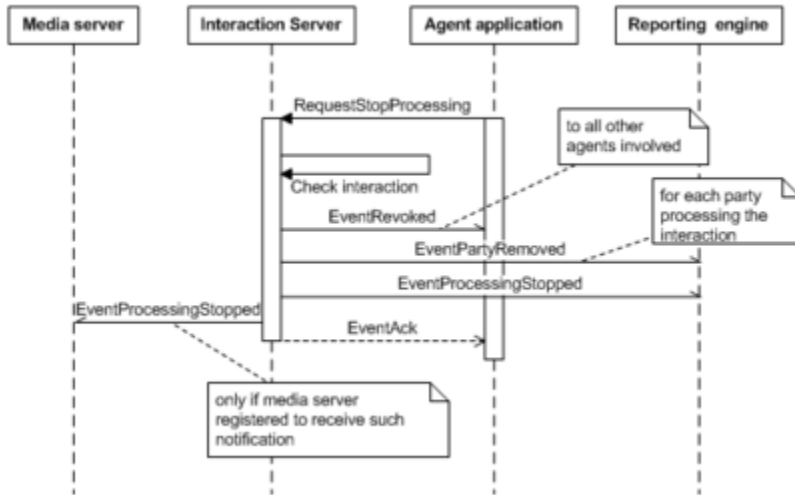 Media server
Interaction Server
Agent application
Reporting engine
RequestStopProcessing
to all other
agents involved
Check interaction
for each party
processing the
interaction
EventRevoked
EventPartyRemoved
EventProcessingStopped
EventProcessingStopped
EventAck
only if media server
registered to receive such
notification